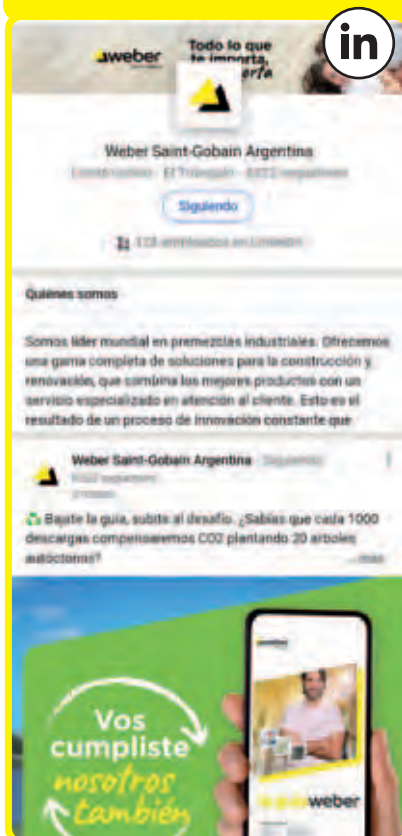 in
weber
Todo lo que
te importa,
Weber Saint-Gobain Argentina
Siguiendo
Quiénes somos
Somos líder mundial en premezclas industriales. Ofrecemos
una gama completa de soluciones para la construcción y
renovación, que combina los mejores productos con un
servicio especializado en atención al cliente. Esto es el
resultado de un proceso de innovación constante que
Weber Saint-Gobain Argentina
Bajate la guía, subite al desafío. ¿Sabías que cada 1000
descargas compensaremos CO2 plantando 20 arboles
autóctonos?
Vos
cumpliste
nosotros
también
weber
weber